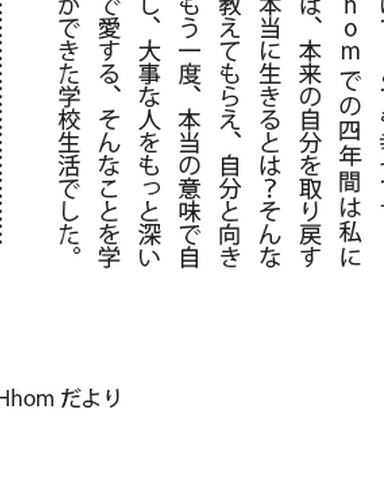 homでの四年間は私に
は、本来の自分を取り戻す
本当に生きるとは？そんな
教えてもらえ、自分と向き
もう一度、本当の意味で自
し、大事な人をもっと深い
で愛する、そんなことを学
ができた学校生活でした。
Hhom だより